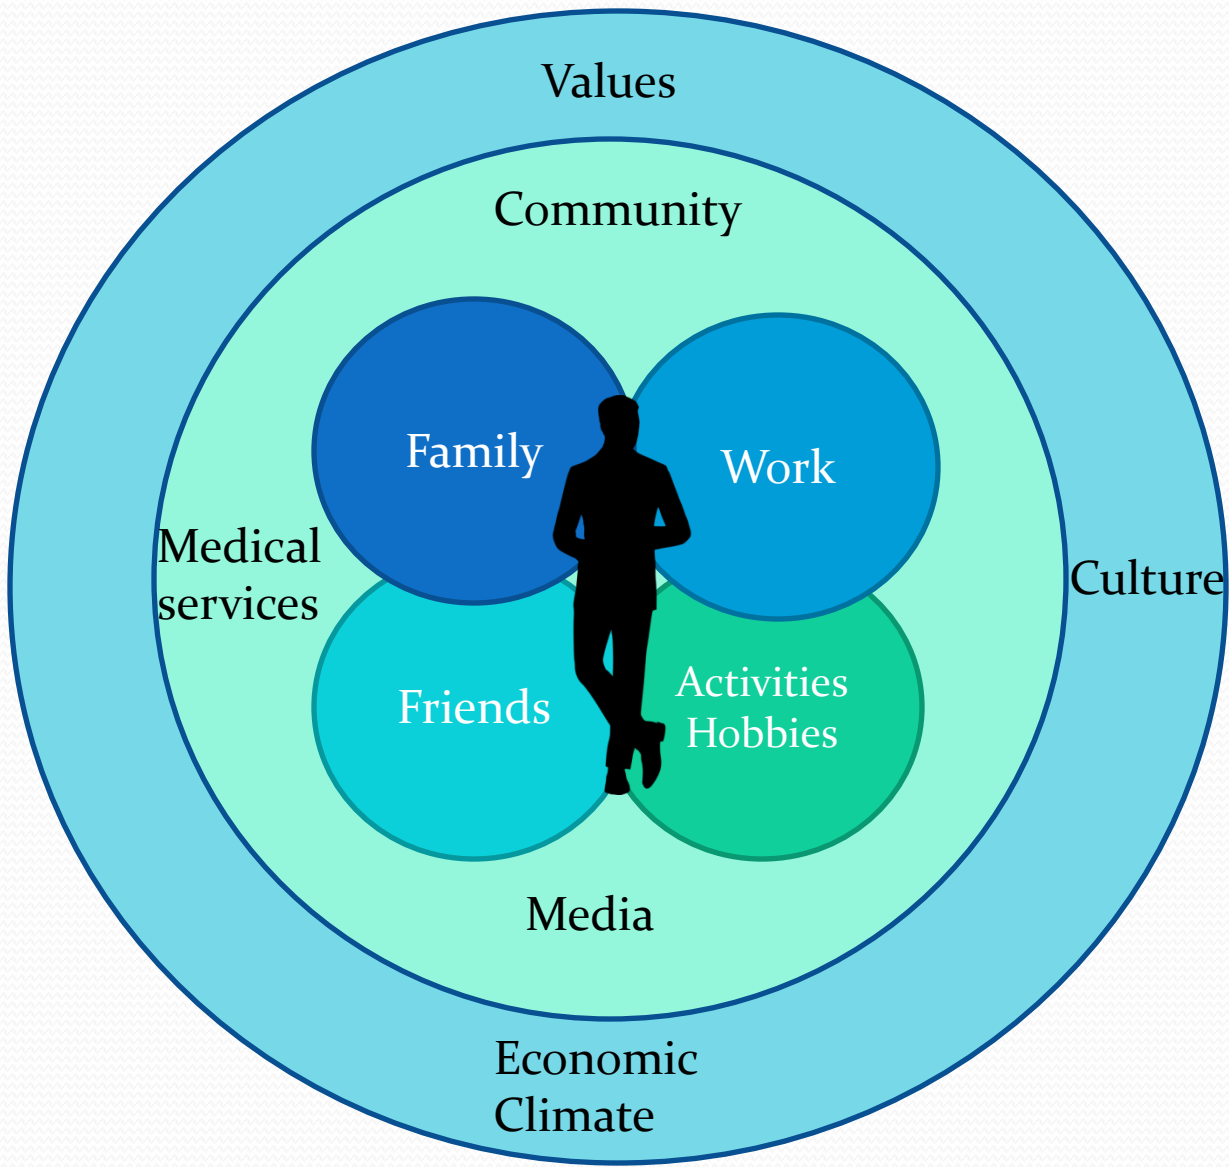 Values
Community
Family
Work
Medical
services
Culture
Friends
Activities
Hobbies
Media
Economic
Climate